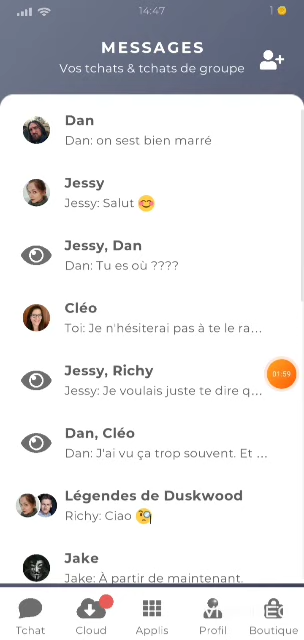 14:47
1
MESSAGES
Vos tchats & tchats de groupe
Dan
Dan: on sest bien marré
Jessy
Jessy: Salut 😊
Jessy, Dan
Dan: Tu es où ????
Cléo
Toi: Je n'hésiterai pas à te le ra...
Jessy, Richy
Jessy: Je voulais juste te dire q...
01:59
Dan, Cléo
Dan: J'ai vu ça trop souvent. Et ...
Légendes de Duskwood
Richy: Ciao 🧐
Jake
Jake: À partir de maintenant.
Tchat
Cloud
Applis
Profil
Boutique